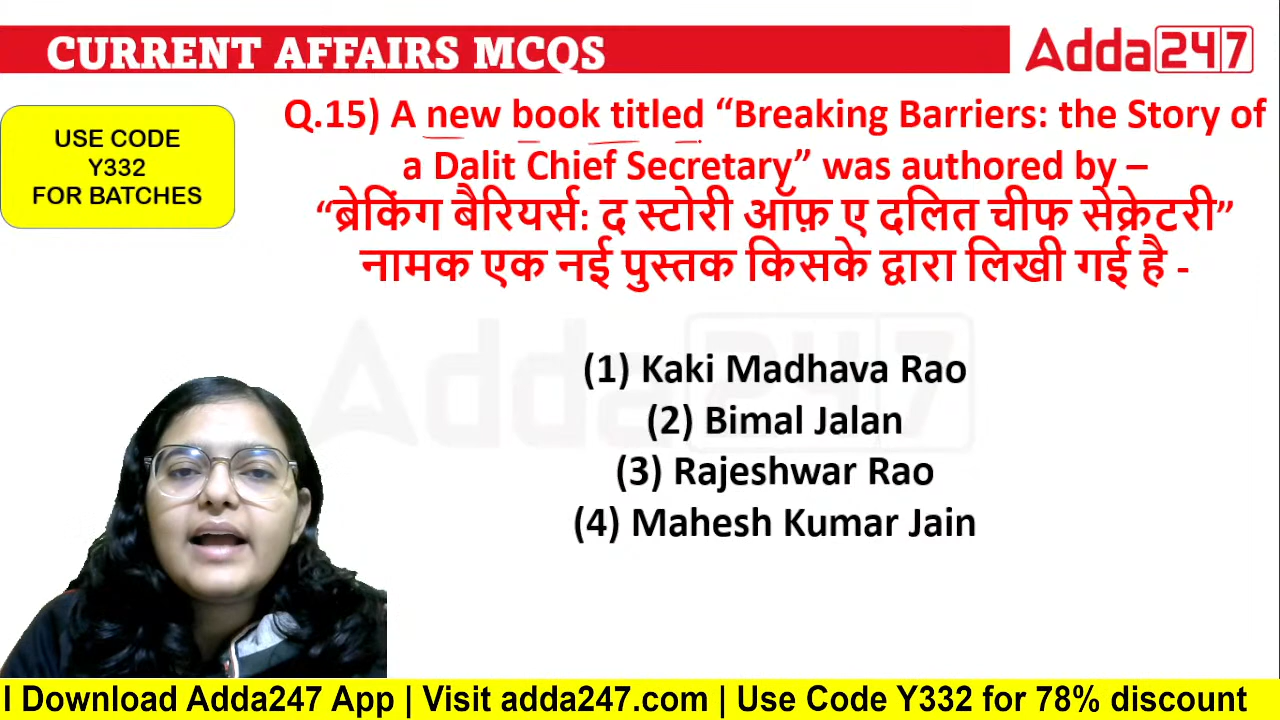 CURRENT AFFAIRS MCQS
Adda247
USE CODE
Y332
FOR BATCHES
Q.15) A new book titled “Breaking Barriers: the Story of
a Dalit Chief Secretary” was authored by –
“ब्रेकिंग बैरियर्स: द स्टोरी ऑफ़ ए दलित चीफ सेक्रेटरी”
नामक एक नई पुस्तक किसके द्वारा लिखी गई है -
Adda247
(1) Kaki Madhava Rao
(2) Bimal Jalan
(3) Rajeshwar Rao
(4) Mahesh Kumar Jain
l Download Adda247 App | Visit adda247.com | Use Code Y332 for 78% discount